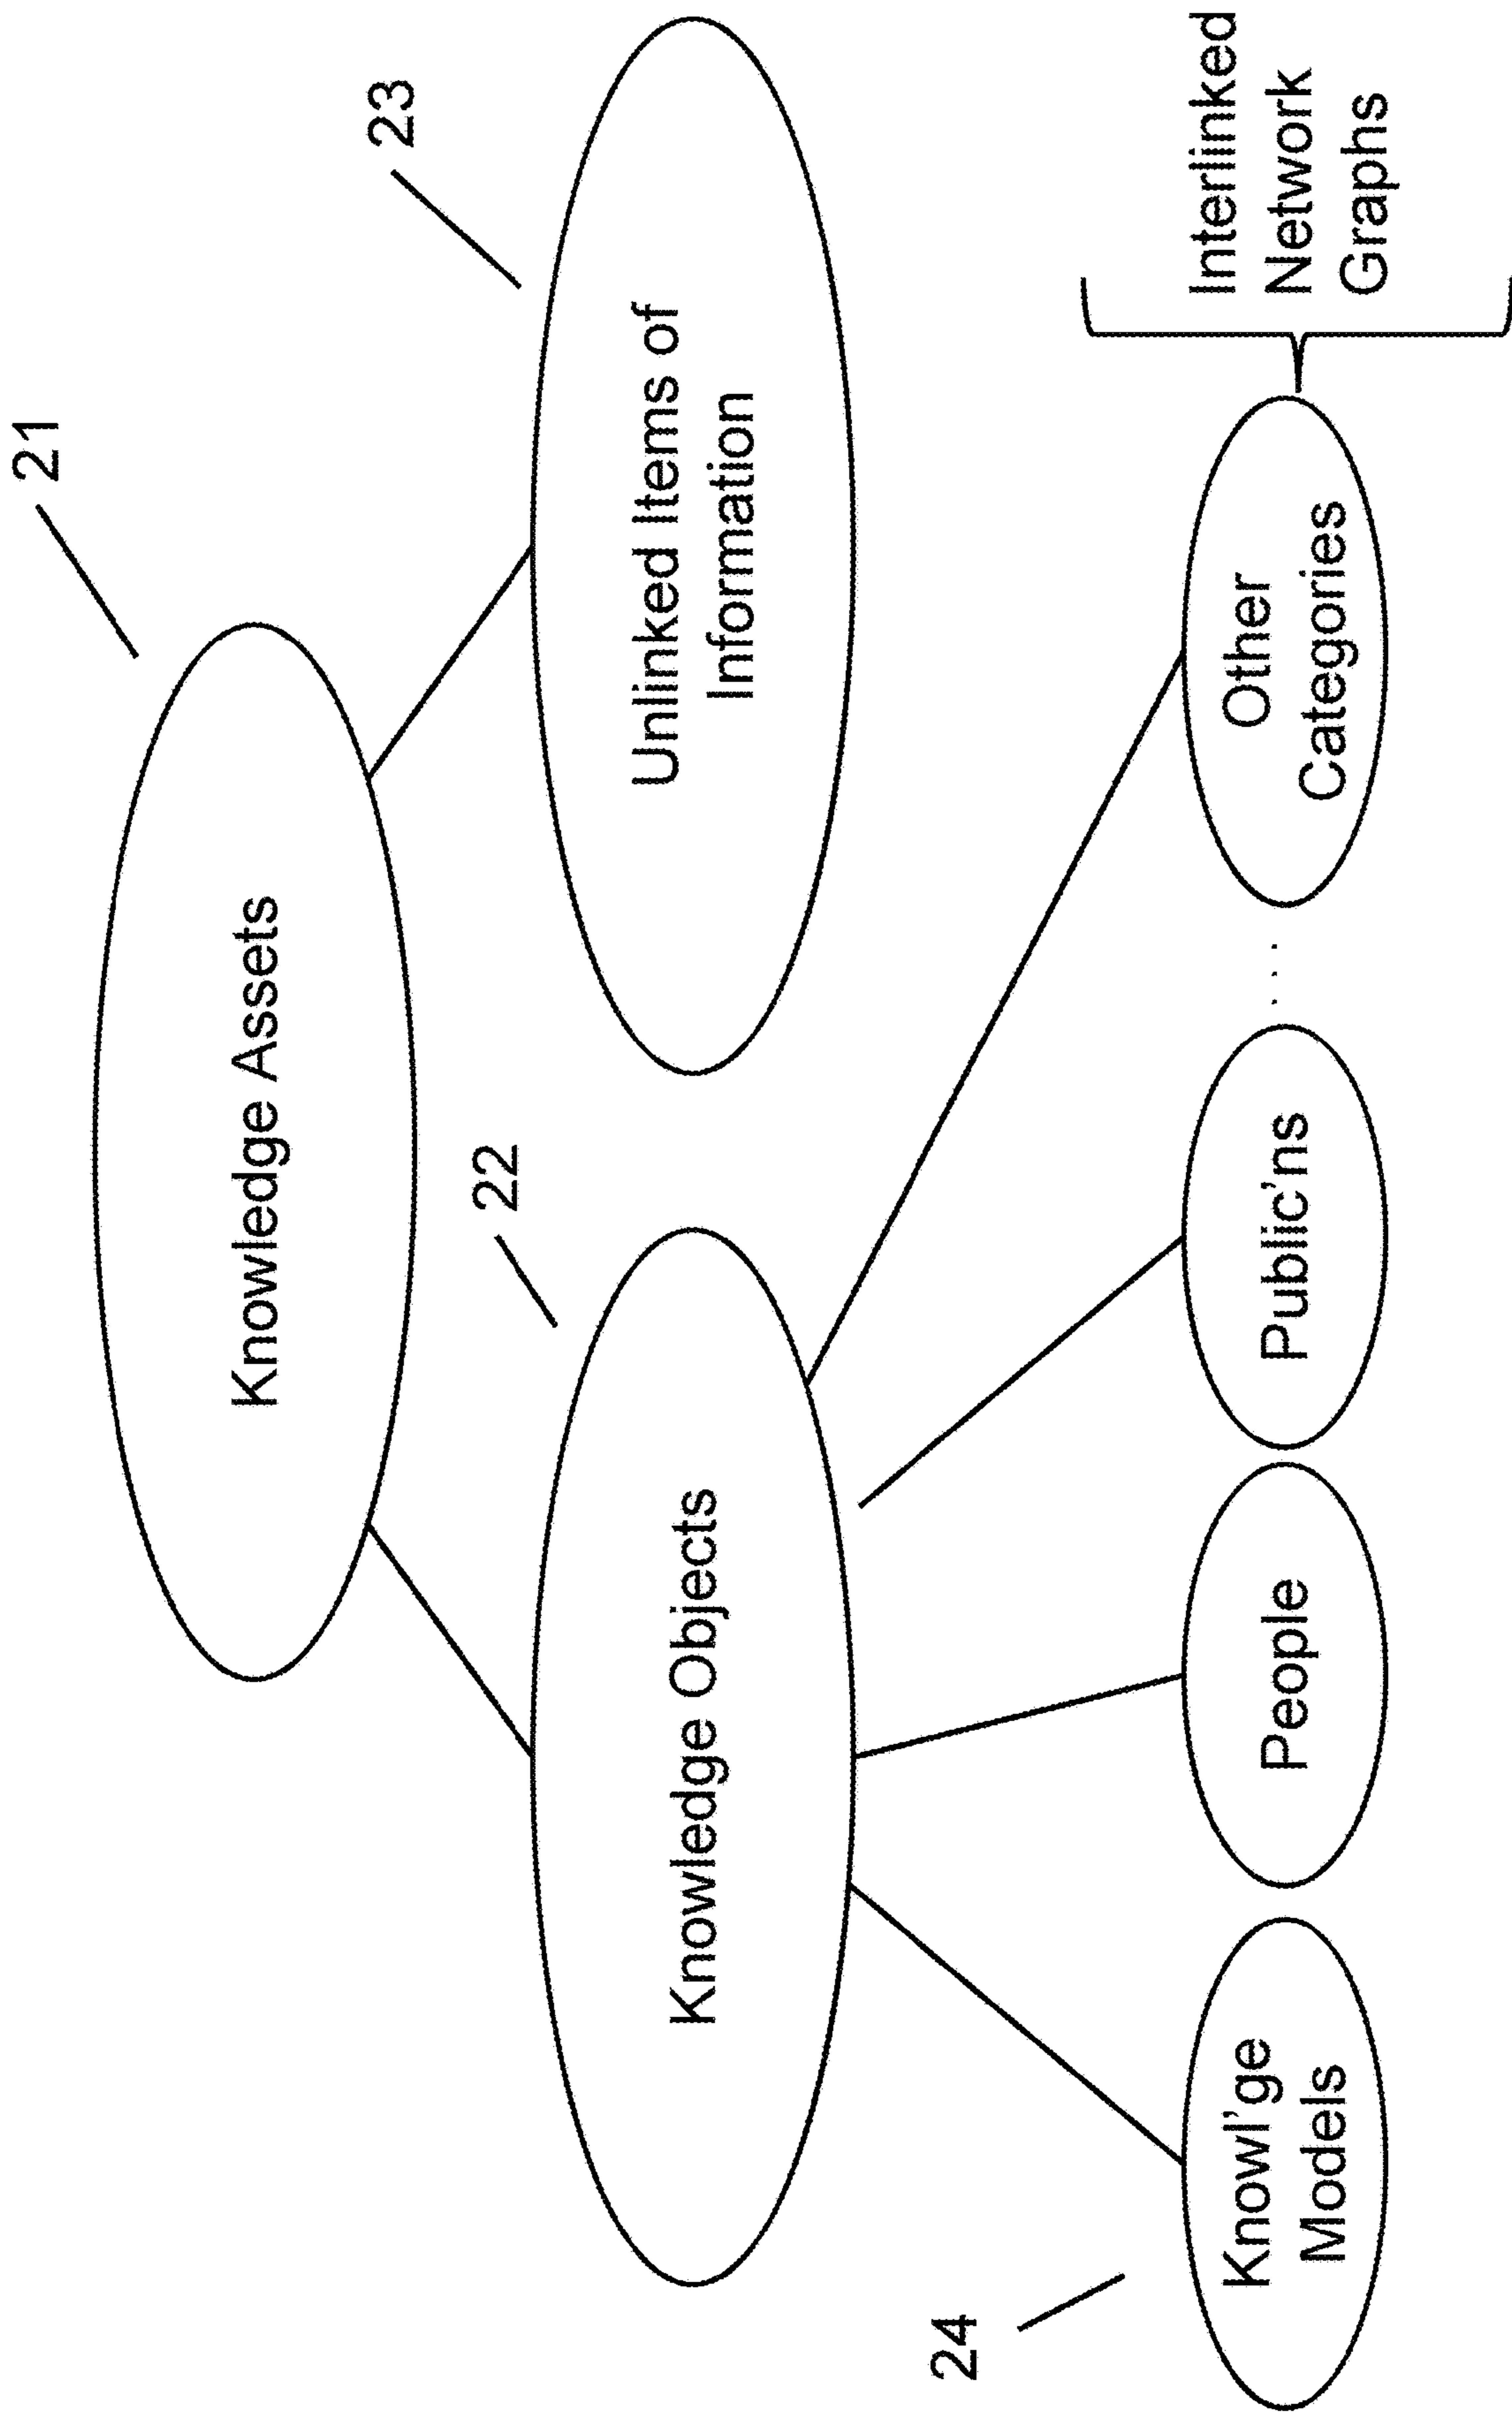 21
Knowledge Assets
22
23
Knowledge Objects
Unlinked Items of
Information
24
Knowl'ge
Models
People
Public'ns
. . .
Other
Categories
Interlinked
Network
Graphs